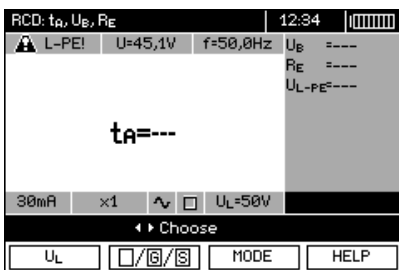 RCD: tA, UB, RE 12:34
L-PE! U=45,1V f=50,0Hz
UB =---
RE =---
UL-PE=---
tA=---
30mA x1 UL=50V
Choose
UL □/G/S MODE HELP